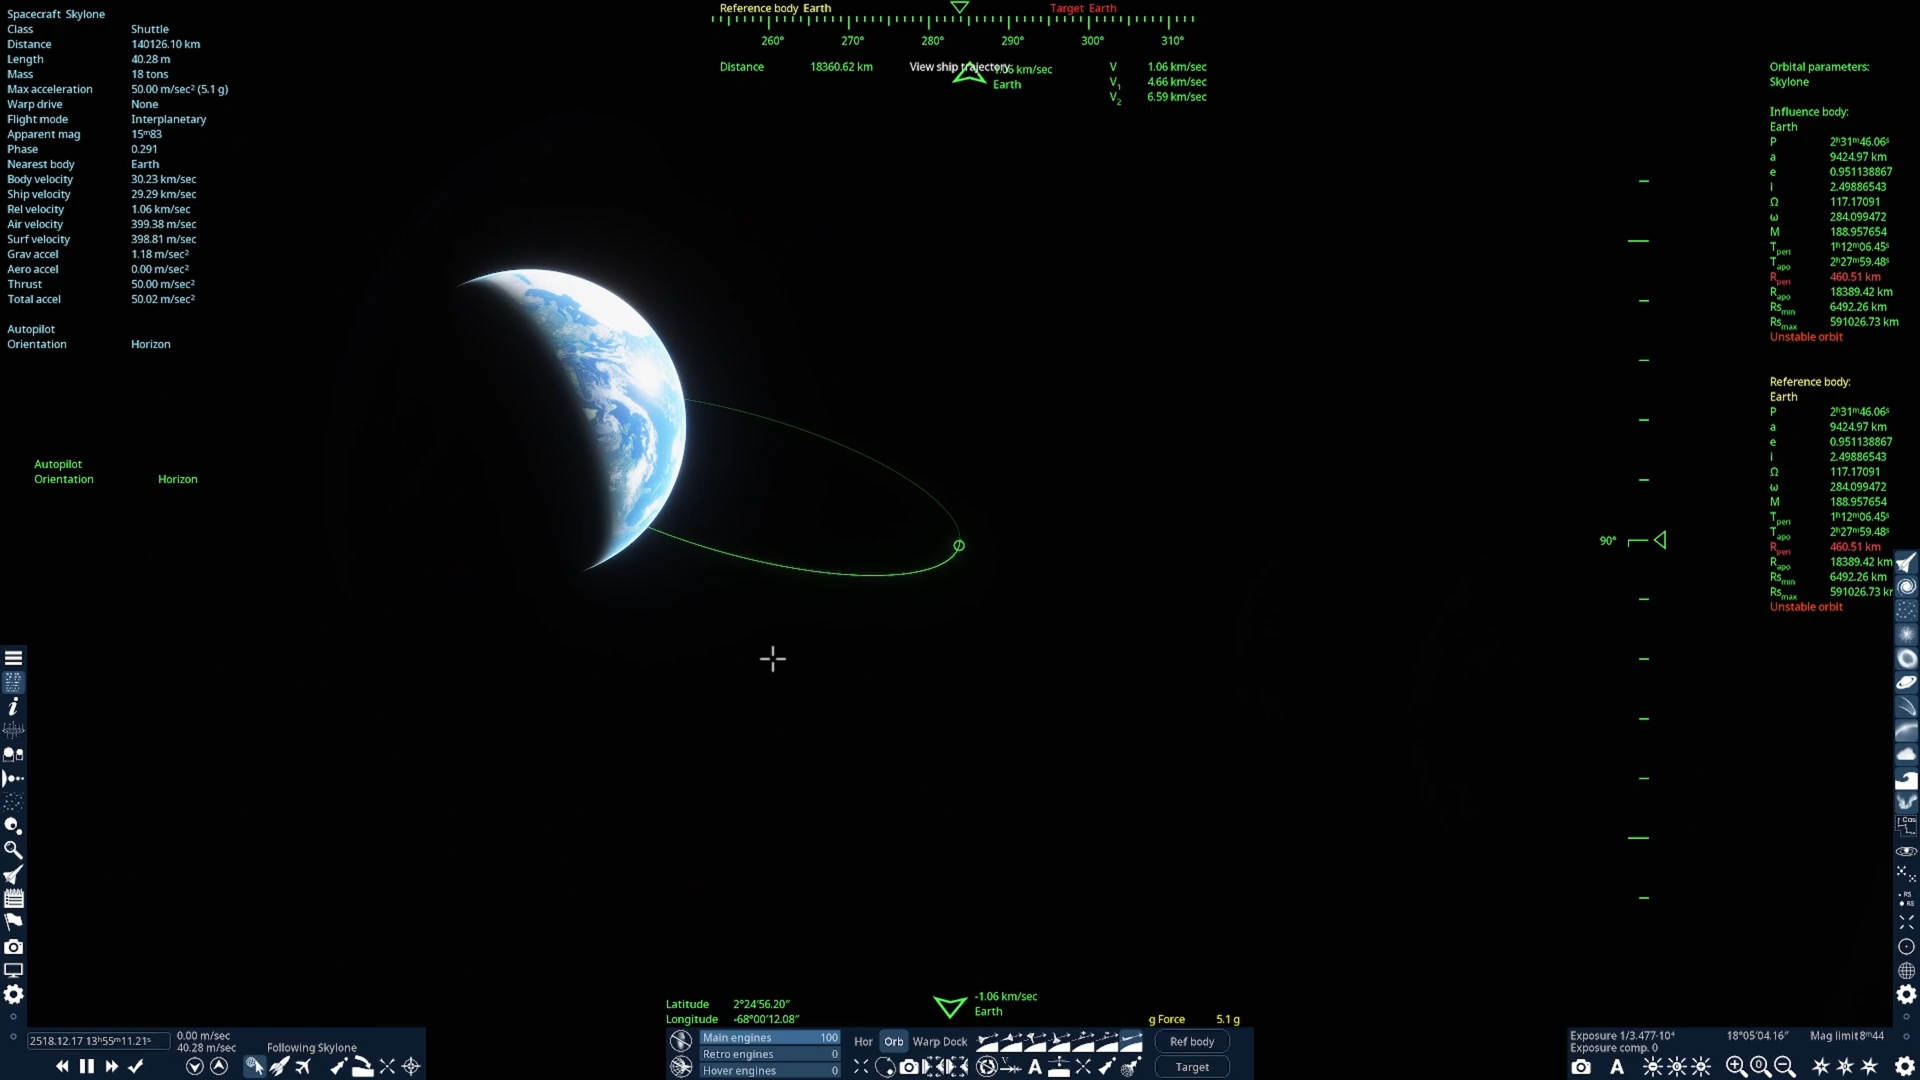 Spacecraft Skylone
Class Shuttle
Distance 140126.10 km
Length 40.28 m
Mass 18 tons
Max acceleration 50.00 m/sec² (5.1 g)
Warp drive None
Flight mode Interplanetary
Apparent mag 15ᵐ83
Phase 0.291
Nearest body Earth
Body velocity 30.23 km/sec
Ship velocity 29.29 km/sec
Rel velocity 1.06 km/sec
Air velocity 399.38 m/sec
Surf velocity 398.81 m/sec
Grav accel 1.18 m/sec²
Aero accel 0.00 m/sec²
Thrust 50.00 m/sec²
Total accel 50.02 m/sec²
Autopilot
Orientation Horizon
Autopilot
Orientation Horizon
Reference body Earth Target Earth
260° 270° 280° 290° 300° 310°
Distance 18360.62 km
View ship trajectory
km/sec
Earth
V 1.06 km/sec
V₁ 4.66 km/sec
V₂ 6.59 km/sec
Orbital parameters:
Skylone
Influence body:
Earth
P 2ʰ31ᵐ46.06ˢ
a 9424.97 km
e 0.951138867
i 2.49886543
Ω 117.17091
ω 284.099472
M 188.957654
Tperi 1ʰ12ᵐ06.45ˢ
Tapo 2ʰ27ᵐ59.48ˢ
Rperi 460.51 km
Rapo 18389.42 km
Rsmin 6492.26 km
Rsmax 591026.73 km
Unstable orbit
Reference body:
Earth
P 2ʰ31ᵐ46.06ˢ
a 9424.97 km
e 0.951138867
i 2.49886543
Ω 117.17091
ω 284.099472
M 188.957654
Tperi 1ʰ12ᵐ06.45ˢ
Tapo 2ʰ27ᵐ59.48ˢ
Rperi 460.51 km
Rapo 18389.42 km
Rsmin 6492.26 km
Rsmax 591026.73 k
Unstable orbit
90°
Latitude 2°24′56.20″
Longitude -68°00′12.08″
-1.06 km/sec
Earth
g Force 5.1 g
2518.12.17 13ʰ55ᵐ11.21ˢ
0.00 m/sec
40.28 m/sec
Following Skylone
Main engines 100
Retro engines 0
Hover engines 0
Hor Orb Warp Dock
A
Ref body
Target
Exposure 1/3.477·10⁴
Exposure comp. 0
18°05′04.16″
Mag limit 8ᵐ44
A
RS
RS